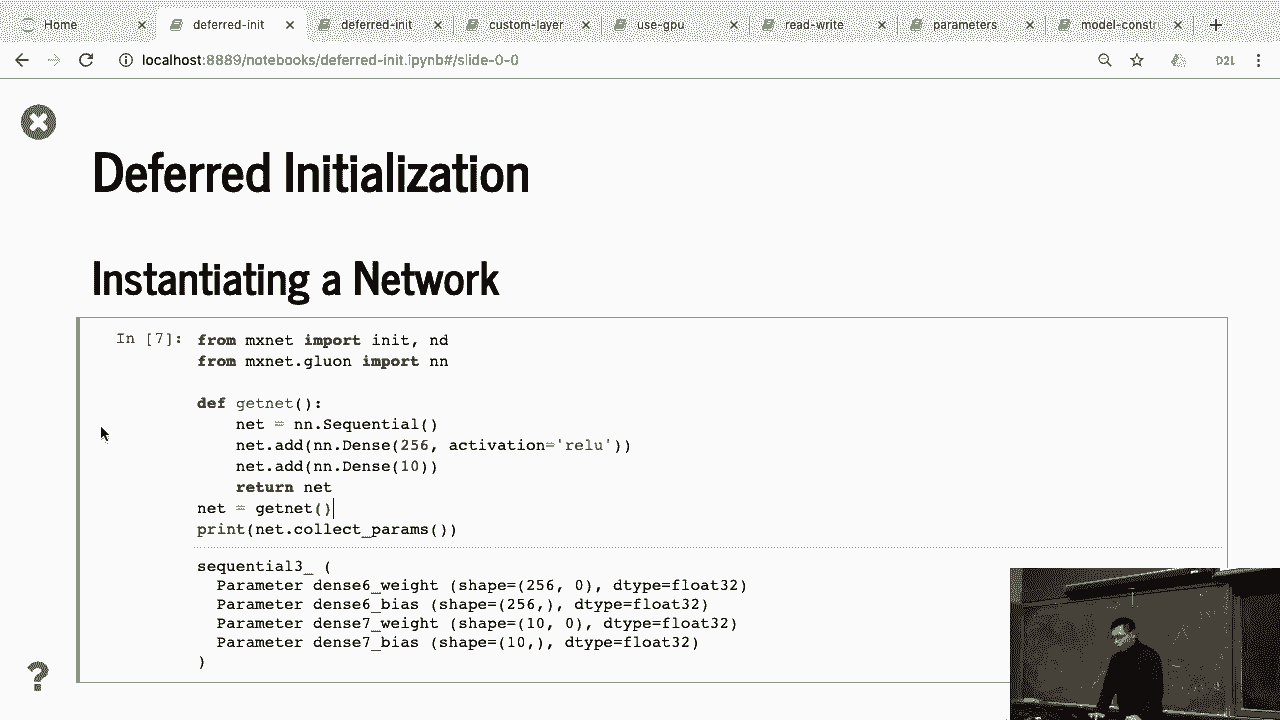 Home
deferred-init
deferred-init
custom-layer
use-gpu
read-write
parameters
model-constr
localhost:8889/notebooks/deferred-init.ipynb#/slide-0-0
D2L
Deferred Initialization
Instantiating a Network
In [7]:
from mxnet import init, nd
from mxnet.gluon import nn
def getnet():
net = nn.Sequential()
net.add(nn.Dense(256, activation='relu'))
net.add(nn.Dense(10))
return net
net = getnet()
print(net.collect_params())
sequential3_ (
Parameter dense6_weight (shape=(256, 0), dtype=float32)
Parameter dense6_bias (shape=(256,), dtype=float32)
Parameter dense7_weight (shape=(10, 0), dtype=float32)
Parameter dense7_bias (shape=(10,), dtype=float32)
)
?